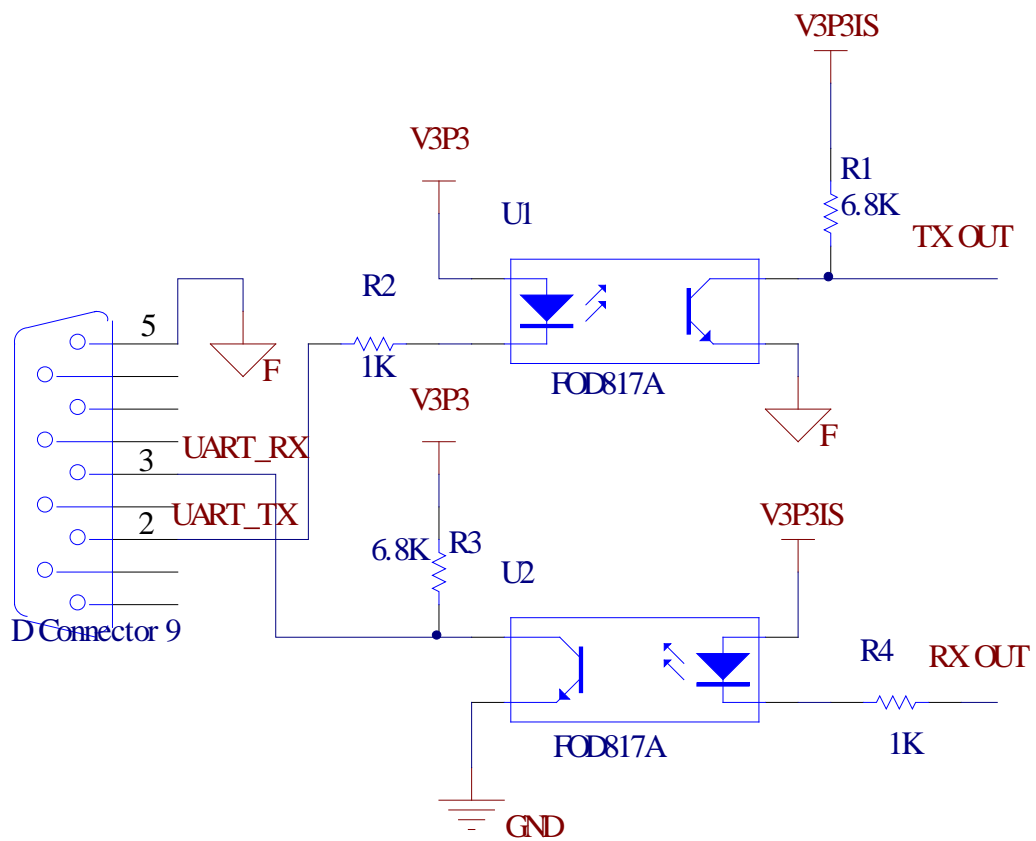 V3P3IS
V3P3
R1
6.8K
U1
TX OUT
R2
5
1K
F
FOD817A
V3P3
F
UART_RX
3
V3P3IS
UART_TX
2
6.8K
R3
U2
D Connector 9
R4
RX OUT
FOD817A
1K
GND